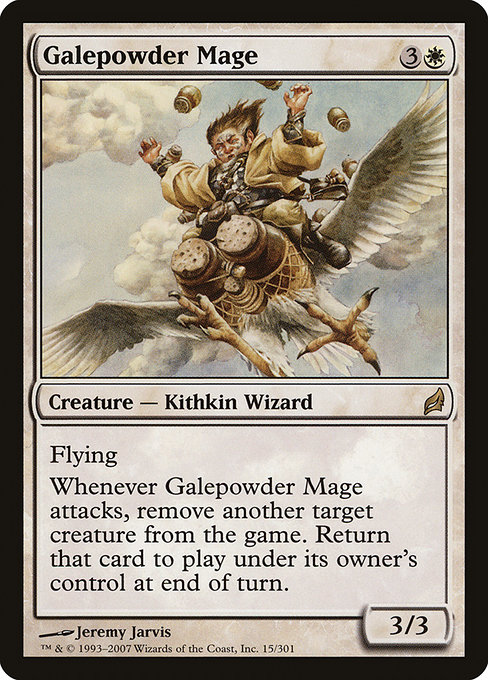 Galepowder Mage 3
Creature — Kithkin Wizard
Flying
Whenever Galepowder Mage
attacks, remove another target
creature from the game. Return
that card to play under its owner's
control at end of turn.
Jeremy Jarvis
™ & © 1993–2007 Wizards of the Coast, Inc. 15/301
3/3